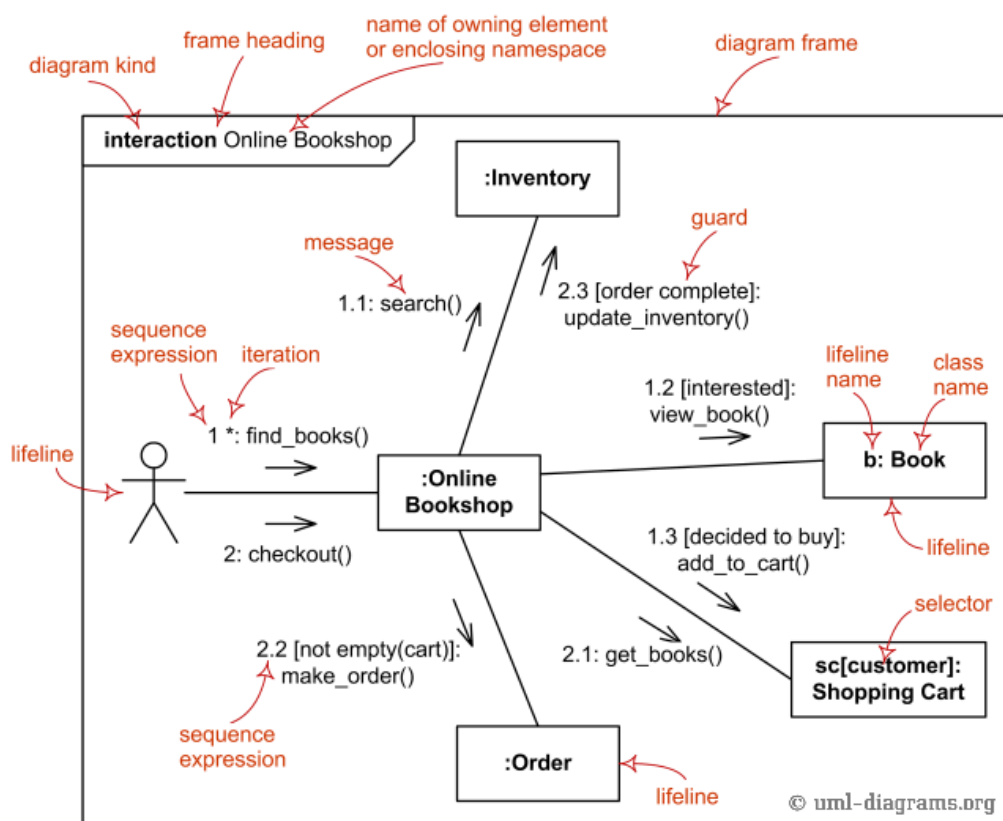 name of owning element
or enclosing namespace
frame heading
diagram frame
diagram kind
interaction Online Bookshop
:Inventory
guard
message
2.3 [order complete]:
update_inventory()
1.1: search()
sequence
expression
iteration
lifeline
name
class
name
1.2 [interested]:
view_book()
1 *: find_books()
lifeline
:Online
Bookshop
b: Book
2: checkout()
1.3 [decided to buy]:
add_to_cart()
lifeline
selector
2.2 [not empty(cart)]:
make_order()
2.1: get_books()
sc[customer]:
Shopping Cart
sequence
expression
:Order
lifeline
© uml-diagrams.org